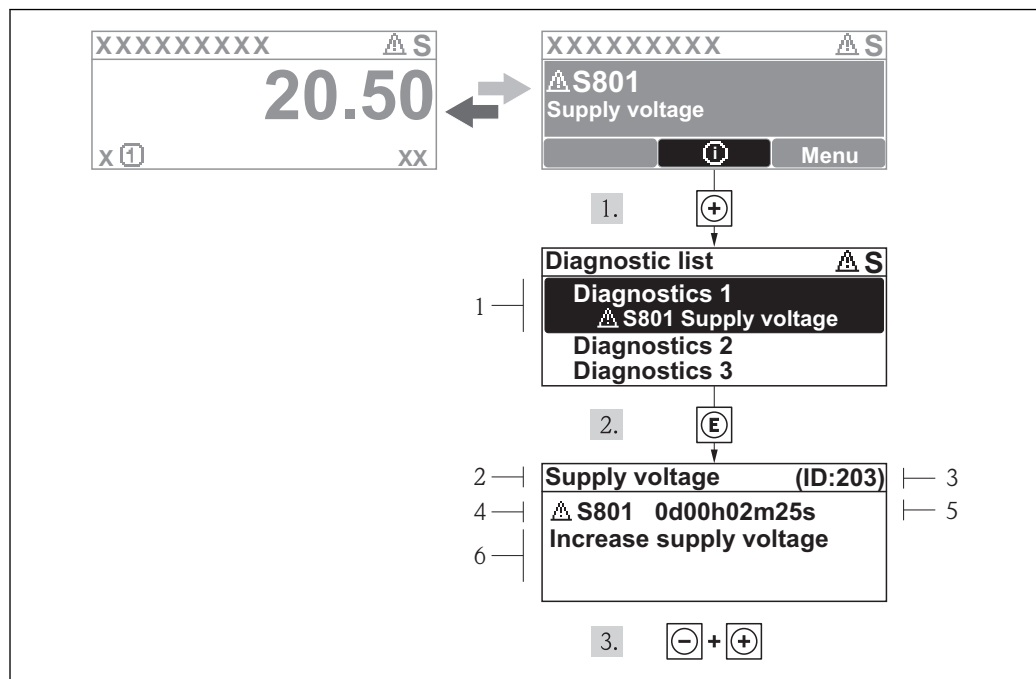 XXXXXXXXX ⚠ S
20.50
X ① XX
XXXXXXXXX ⚠ S
⚠ S801
Supply voltage
ⓘ Menu
1. +
Diagnostic list ⚠ S
1
Diagnostics 1
⚠ S801 Supply voltage
Diagnostics 2
Diagnostics 3
2. E
2 Supply voltage (ID:203) 3
4 ⚠ S801 0d00h02m25s 5
6 Increase supply voltage
3. - + +